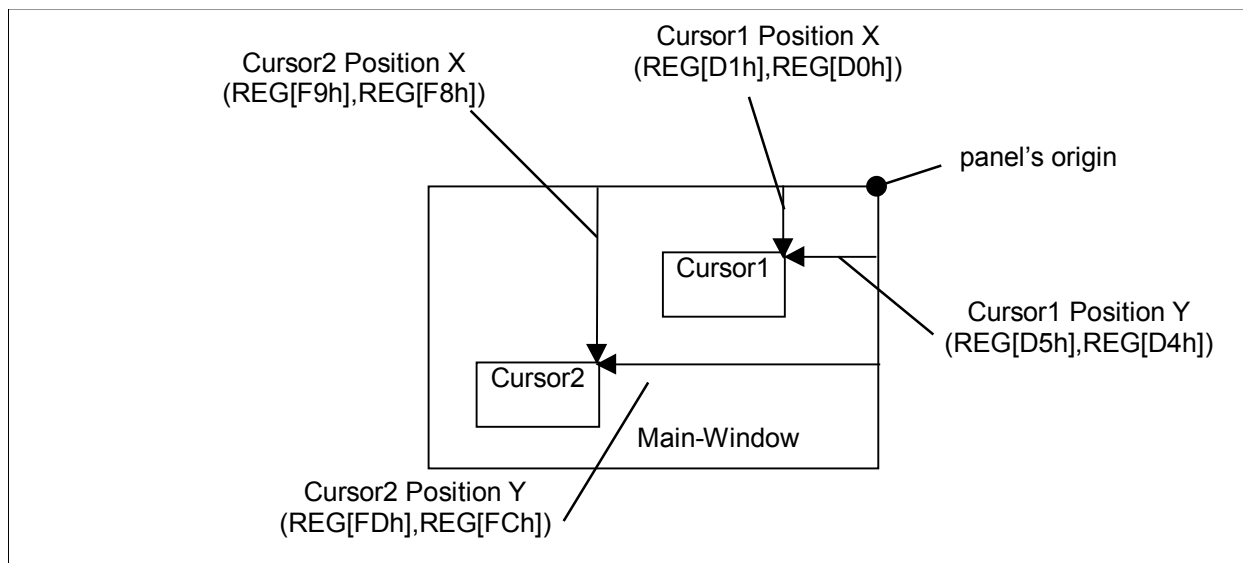 Cursor1 Position X
(REG[D1h],REG[D0h])
Cursor2 Position X
(REG[F9h],REG[F8h])
panel’s origin
Cursor1
Cursor1 Position Y
(REG[D5h],REG[D4h])
Cursor2
Main-Window
Cursor2 Position Y
(REG[FDh],REG[FCh])